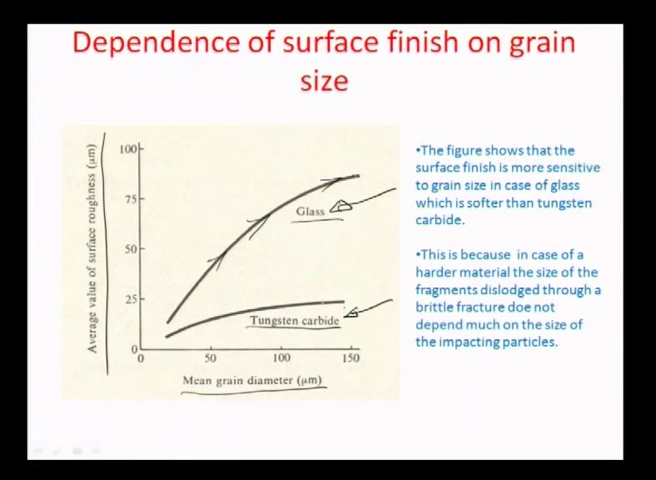 Dependence of surface finish on grain
size
Average value of surface roughness (μm)
100
75
50
25
0
0
50
100
150
Glass
Tungsten carbide
Mean grain diameter (μm)
•The figure shows that the
surface finish is more sensitive
to grain size in case of glass
which is softer than tungsten
carbide.
•This is because in case of a
harder material the size of the
fragments dislodged through a
brittle fracture doe not
depend much on the size of
the impacting particles.